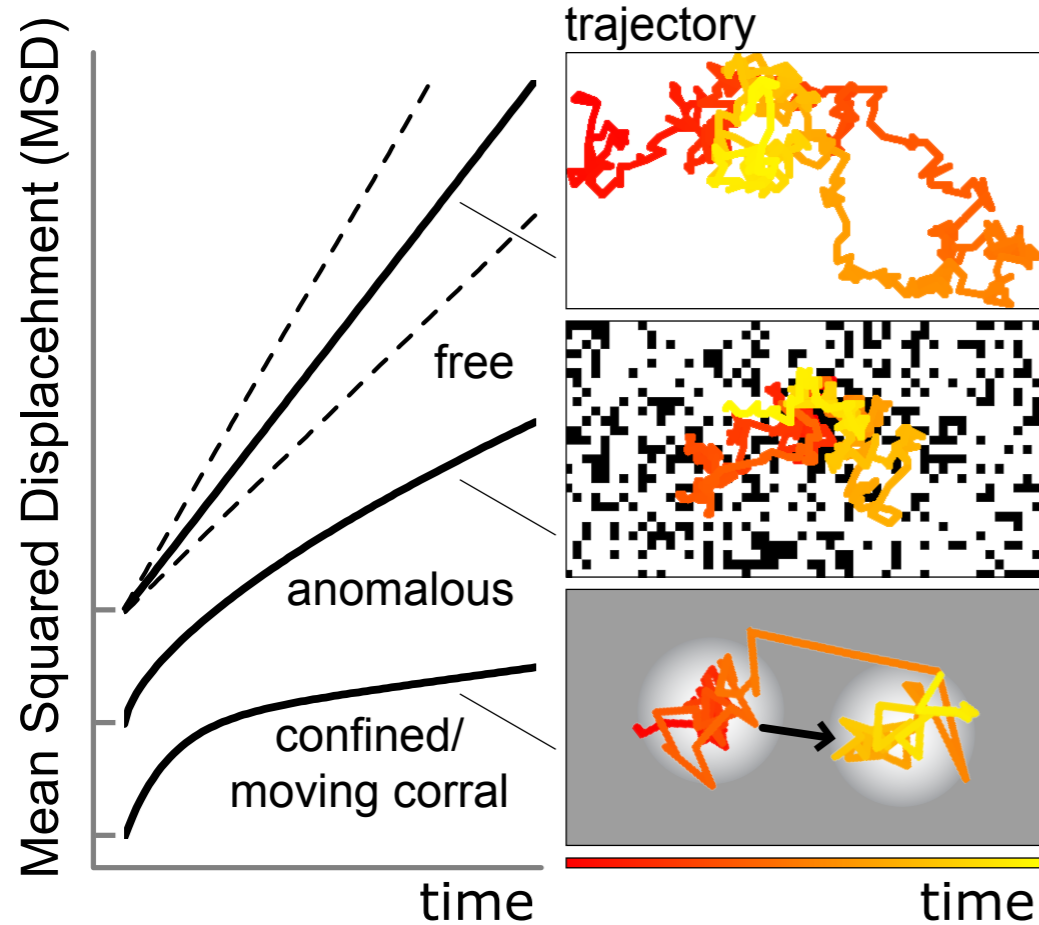 Mean Squared Displacehment (MSD)
trajectory
free
anomalous
confined/
moving corral
time
time